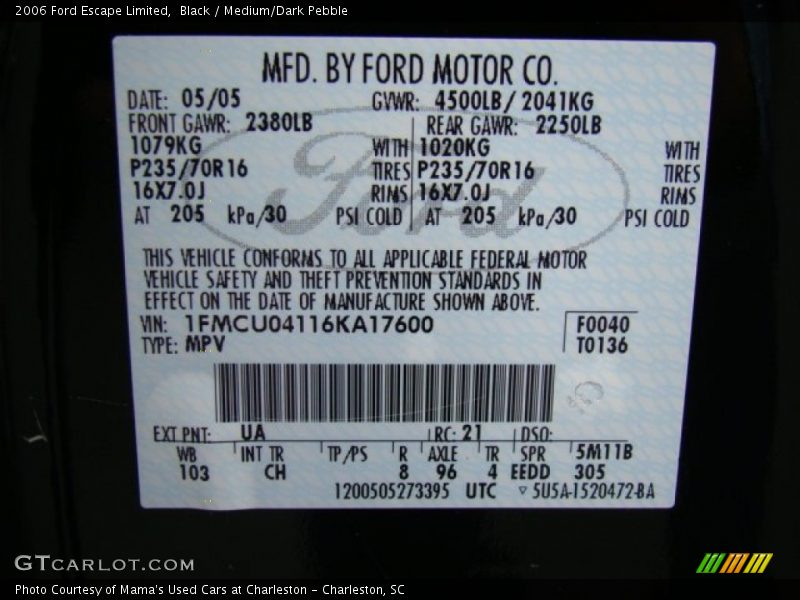 2006 Ford Escape Limited,  Black / Medium/Dark Pebble
MFD. BY FORD MOTOR CO.
DATE: 05/05 GVWR: 4500LB/ 2041KG
FRONT GAWR: 2380LB REAR GAWR: 2250LB
1079KG WITH 1020KG WITH
P235/70R16 TIRES P235/70R16 TIRES
16X7.0J RIMS 16X7.0J RIMS
AT 205 kPa/30 PSI COLD AT 205 kPa/30 PSI COLD
Ford
THIS VEHICLE CONFORMS TO ALL APPLICABLE FEDERAL MOTOR
VEHICLE SAFETY AND THEFT PREVENTION STANDARDS IN
EFFECT ON THE DATE OF MANUFACTURE SHOWN ABOVE.
VIN: 1FMCU04116KA17600 F0040
TYPE: MPV T0136
EXT PNT: UA RC: 21 DSO:
WB INT TR TP/PS R AXLE TR SPR 5M11B
103 CH 8 96 4 EEDD 305
1200505273395 UTC ▽ 5U5A-1520472-BA
GTCARLOT.COM
Photo Courtesy of Mama's Used Cars at Charleston - Charleston, SC